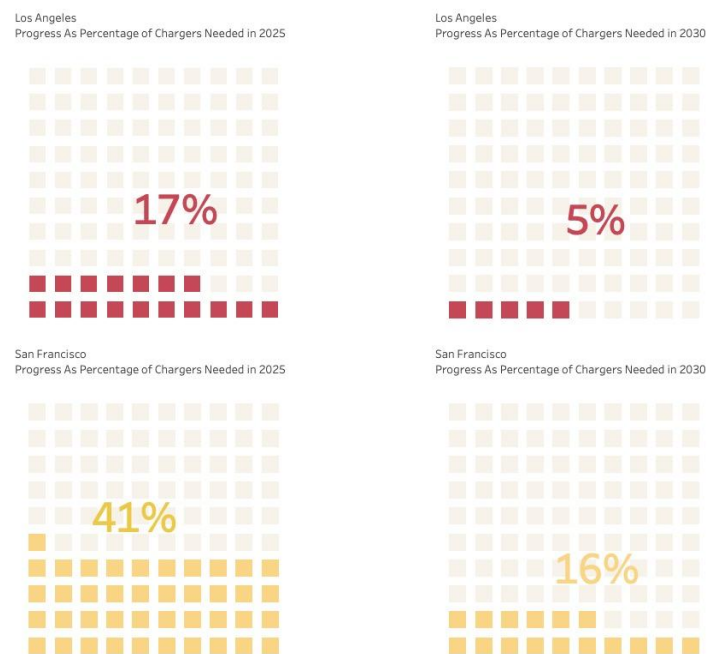 Los Angeles
Progress As Percentage of Chargers Needed in 2025
17%
Los Angeles
Progress As Percentage of Chargers Needed in 2030
5%
San Francisco
Progress As Percentage of Chargers Needed in 2025
41%
San Francisco
Progress As Percentage of Chargers Needed in 2030
16%